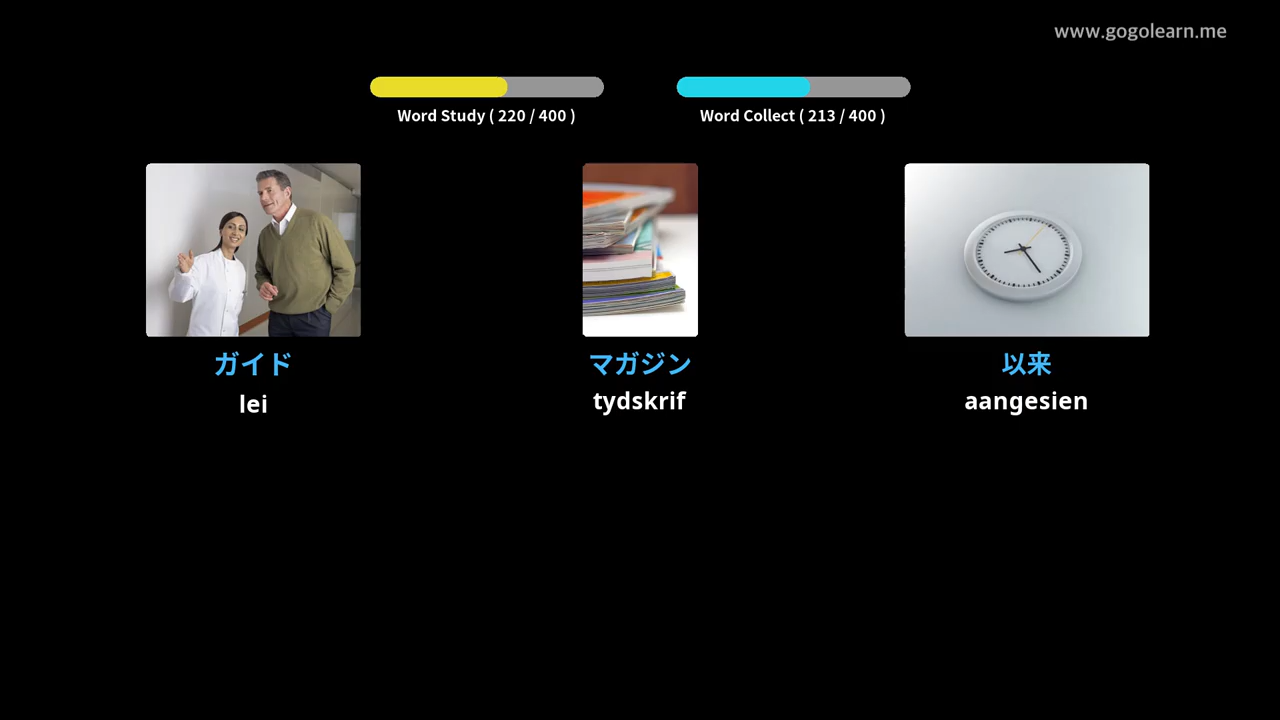 www.gogolearn.me
Word Study ( 220 / 400 )
Word Collect ( 213 / 400 )
ガイド
lei
マガジン
tydskrif
以来
aangesien